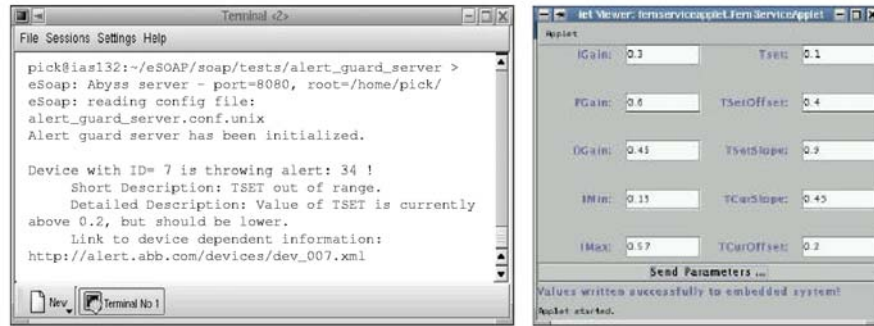 Terminal <2>
File Sessions Settings Help
pick@ias132:~/eSOAP/soap/tests/alert_guard_server >
eSoap: Abyss server - port=8080, root=/home/pick/
eSoap: reading config file:
alert_guard_server.conf.unix
Alert guard server has been initialized.
Device with ID= 7 is throwing alert: 34 !
Short Description: TSET out of range.
Detailed Description: Value of TSET is currently
above 0.2, but should be lower.
Link to device dependent information:
http://alert.abb.com/devices/dev_007.xml
New
Terminal No 1
let Viewer: fernserviceapplet.FernServiceApplet
Applet
IGain: 0.3 Tset: 0.1
PGain: 0.6 TSetOffset: 0.4
DGain: 0.45 TSetSlope: 0.9
IMin: 0.15 TCurSlope: 0.45
IMax: 0.57 TCurOffset: 0.2
Send Parameters ...
Values written successfully to embedded system!
Applet started.